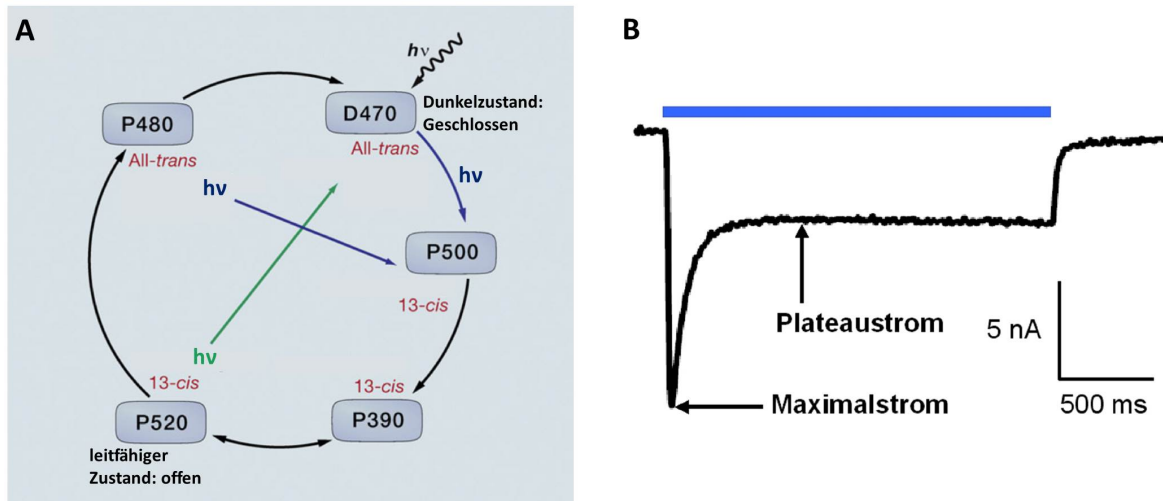 A
hν
P480
D470
Dunkelzustand:
Geschlossen
All-trans
All-trans
hν
hν
P500
13-cis
hν
13-cis
13-cis
P520
P390
leitfähiger
Zustand: offen
B
Plateaustrom
Maximalstrom
5 nA
500 ms